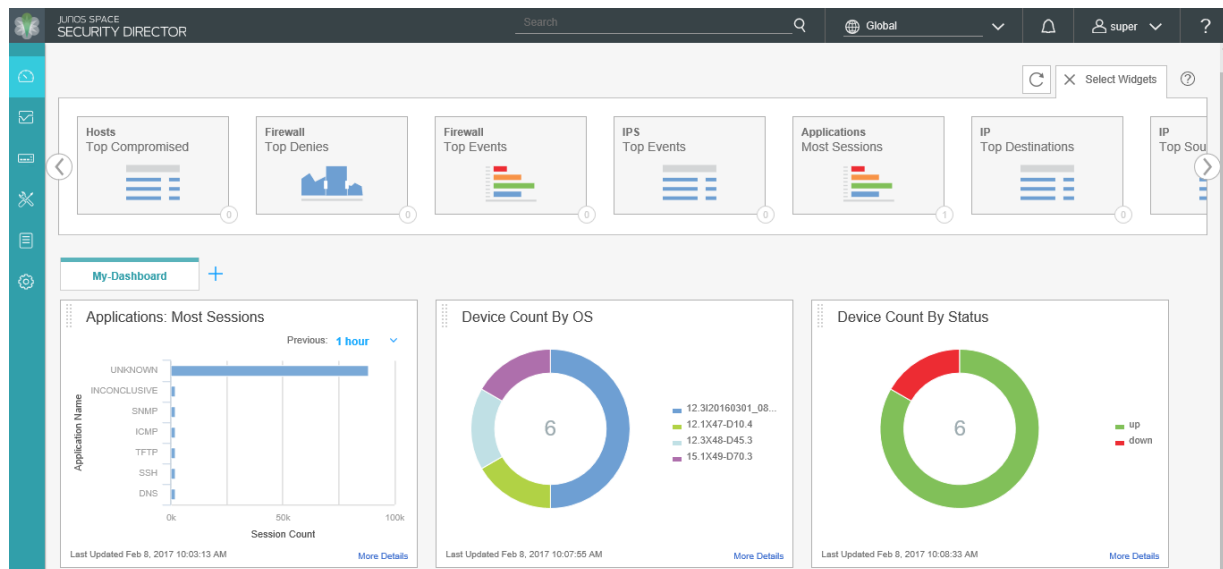 JUNOS SPACE
SECURITY DIRECTOR
Search
Global
super
?
Select Widgets
?
Hosts
Top Compromised
0
Firewall
Top Denies
0
Firewall
Top Events
0
IPS
Top Events
0
Applications
Most Sessions
1
IP
Top Destinations
0
IP
Top Sou
My-Dashboard
Applications: Most Sessions
Previous: 1 hour
Application Name
UNKNOWN
INCONCLUSIVE
SNMP
ICMP
TFTP
SSH
DNS
0k 50k 100k
Session Count
Last Updated Feb 8, 2017 10:03:13 AM
More Details
Device Count By OS
6
12.3I20160301_08...
12.1X47-D10.4
12.3X48-D45.3
15.1X49-D70.3
Last Updated Feb 8, 2017 10:07:55 AM
More Details
Device Count By Status
6
up
down
Last Updated Feb 8, 2017 10:08:33 AM
More Details